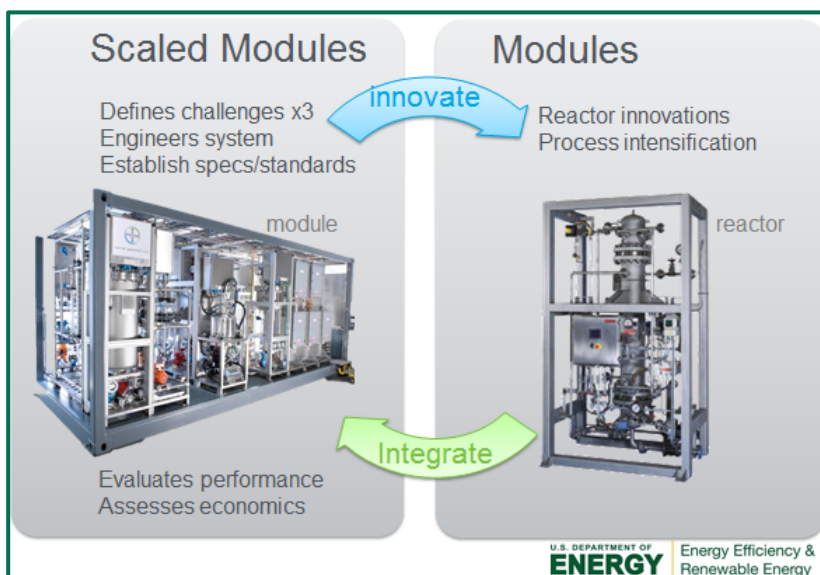 Scaled Modules
Defines challenges x3
Engineers system
Establish specs/standards
module
Evaluates performance
Assesses economics
innovate
Integrate
Modules
Reactor innovations
Process intensification
reactor
U.S. DEPARTMENT OF
ENERGY
Energy Efficiency &
Renewable Energy